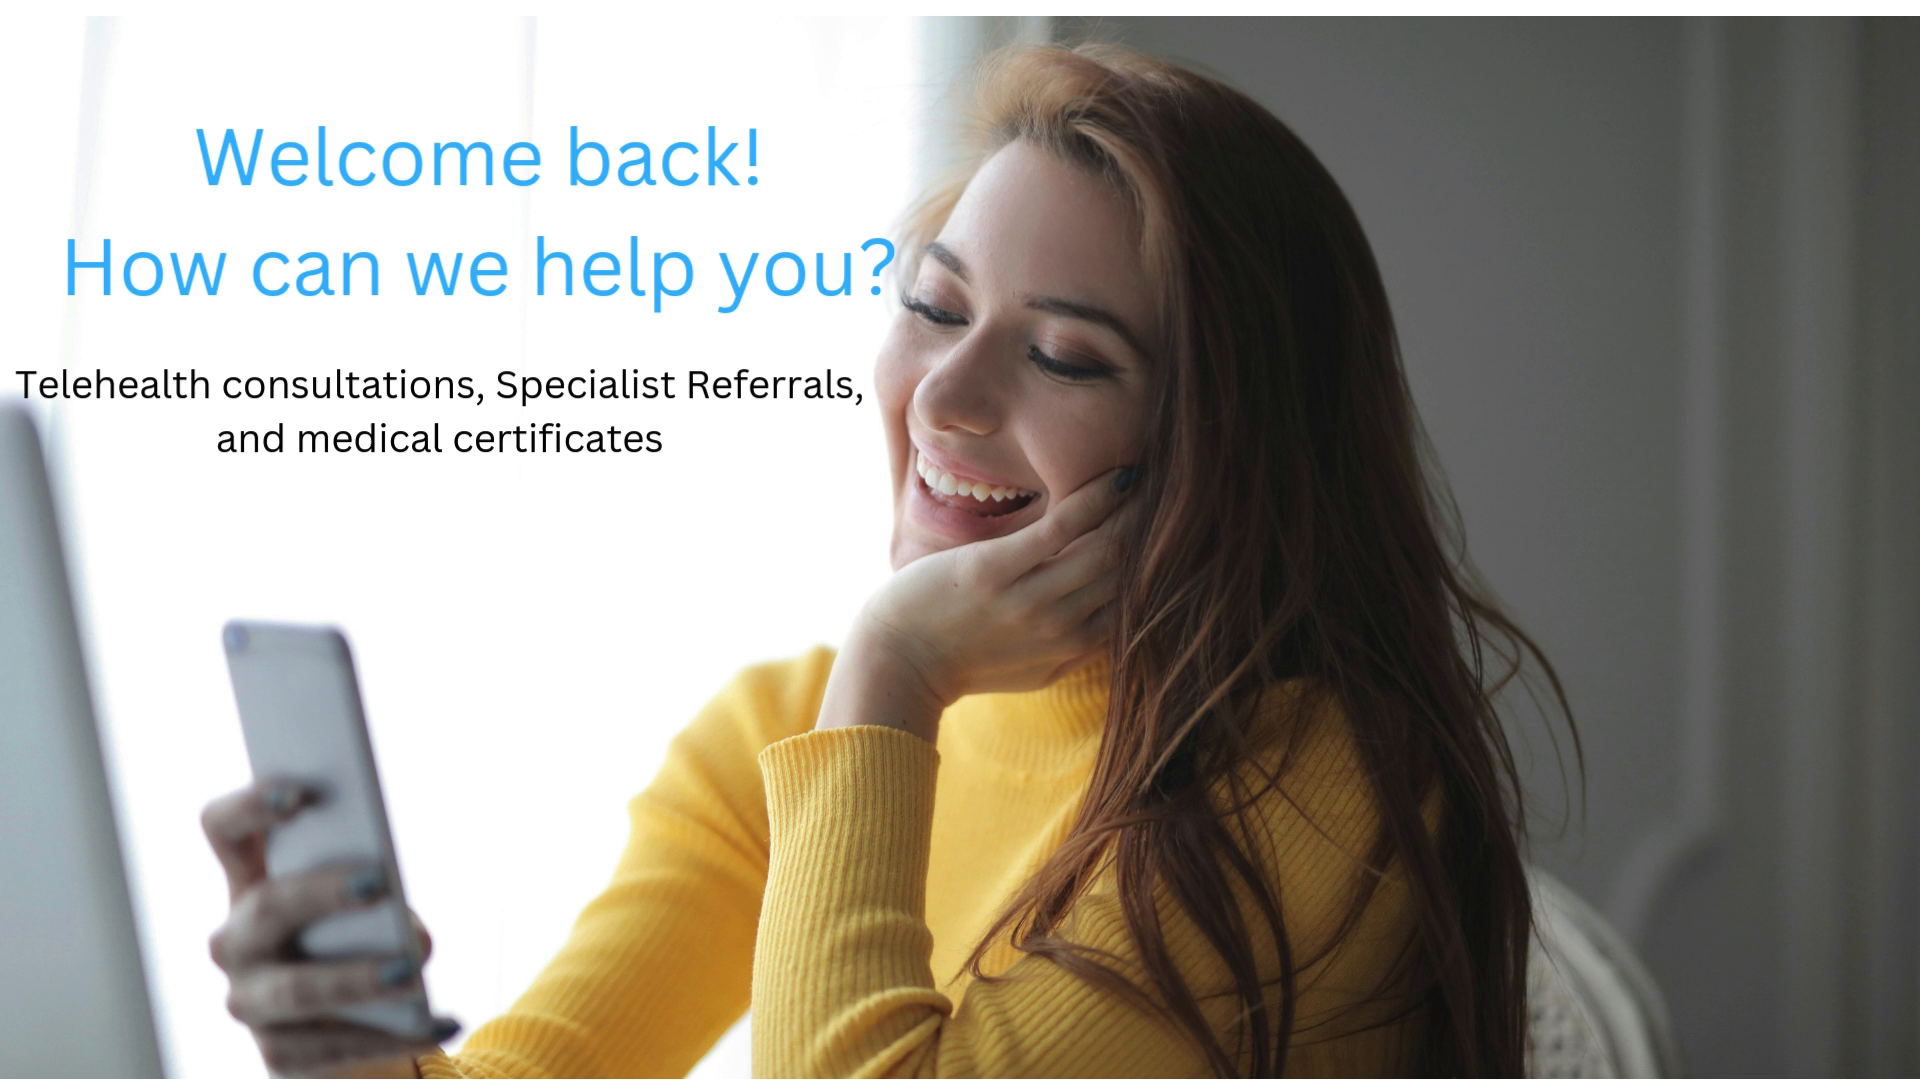 Welcome back!
How can we help you?
Telehealth consultations, Specialist Referrals,
and medical certificates